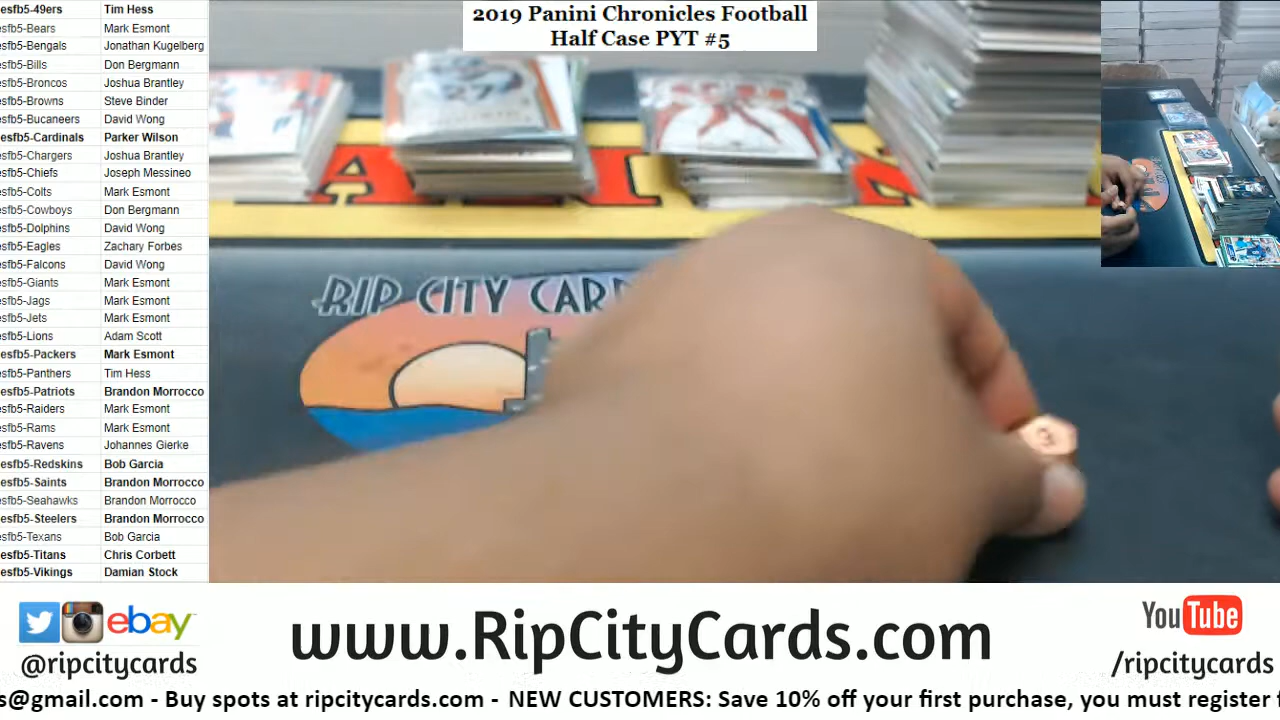 2019 Panini Chronicles Football
Half Case PYT #5
esfb5-49ers Tim Hess
esfb5-Bears Mark Esmont
esfb5-Bengals Jonathan Kugelberg
esfb5-Bills Don Bergmann
esfb5-Broncos Joshua Brantley
esfb5-Browns Steve Binder
esfb5-Bucaneers David Wong
esfb5-Cardinals Parker Wilson
esfb5-Chargers Joshua Brantley
esfb5-Chiefs Joseph Messineo
esfb5-Colts Mark Esmont
esfb5-Cowboys Don Bergmann
esfb5-Dolphins David Wong
esfb5-Eagles Zachary Forbes
esfb5-Falcons David Wong
esfb5-Giants Mark Esmont
esfb5-Jags Mark Esmont
esfb5-Jets Mark Esmont
esfb5-Lions Adam Scott
esfb5-Packers Mark Esmont
esfb5-Panthers Tim Hess
esfb5-Patriots Brandon Morrocco
esfb5-Raiders Mark Esmont
esfb5-Rams Mark Esmont
esfb5-Ravens Johannes Gierke
esfb5-Redskins Bob Garcia
esfb5-Saints Brandon Morrocco
esfb5-Seahawks Brandon Morrocco
esfb5-Steelers Brandon Morrocco
esfb5-Texans Bob Garcia
esfb5-Titans Chris Corbett
esfb5-Vikings Damian Stock
27
RIP CITY CAR
ebay
@ripcitycards
www.RipCityCards.com
YouTube
/ripcitycards
s@gmail.com - Buy spots at ripcitycards.com - NEW CUSTOMERS: Save 10% off your first purchase, you must register f